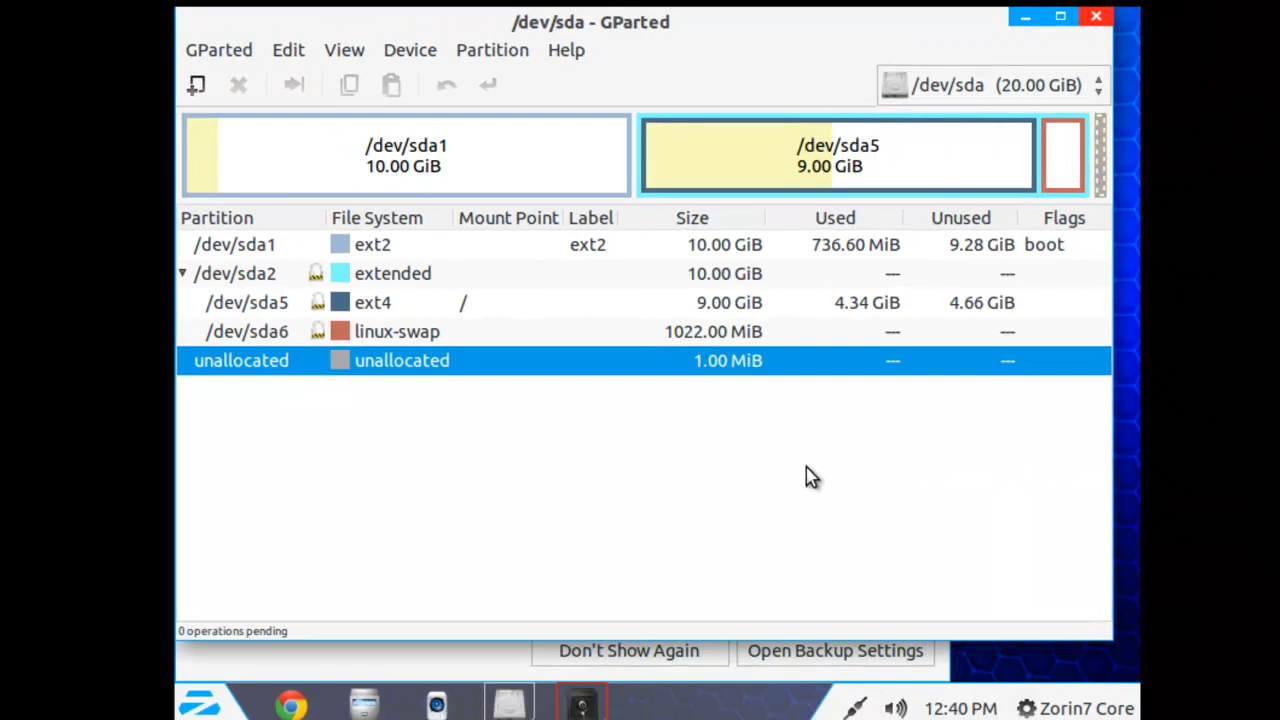 /dev/sda - GParted
GParted Edit View Device Partition Help
/dev/sda (20.00 GiB)
/dev/sda1
10.00 GiB
/dev/sda5
9.00 GiB
Partition File System Mount Point Label Size Used Unused Flags
/dev/sda1 ext2 ext2 10.00 GiB 736.60 MiB 9.28 GiB boot
/dev/sda2 extended 10.00 GiB --- ---
/dev/sda5 ext4 / 9.00 GiB 4.34 GiB 4.66 GiB
/dev/sda6 linux-swap 1022.00 MiB --- ---
unallocated unallocated 1.00 MiB --- ---
0 operations pending
Don't Show Again Open Backup Settings
12:40 PM Zorin7 Core